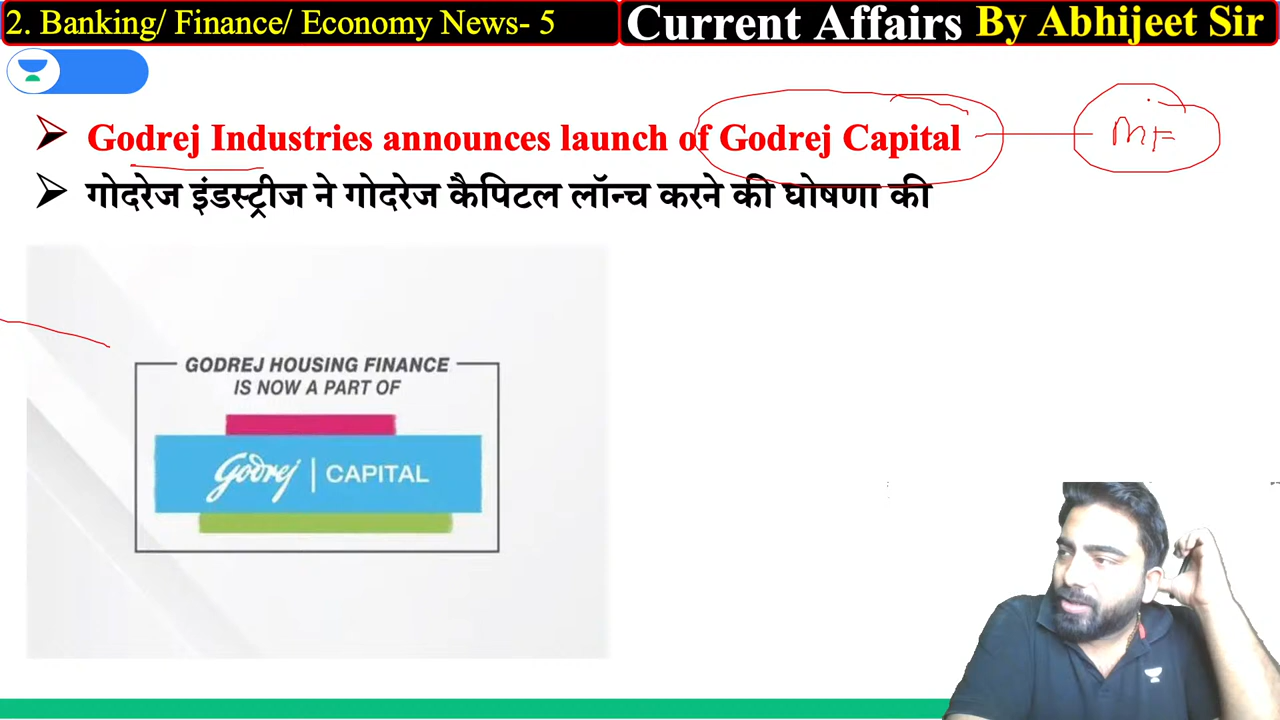 2. Banking/ Finance/ Economy News- 5
Current Affairs By Abhijeet Sir
Godrej Industries announces launch of Godrej Capital
MF
गोदरेज इंडस्ट्रीज ने गोदरेज कैपिटल लॉन्च करने की घोषणा की
GODREJ HOUSING FINANCE
IS NOW A PART OF
Godrej | CAPITAL